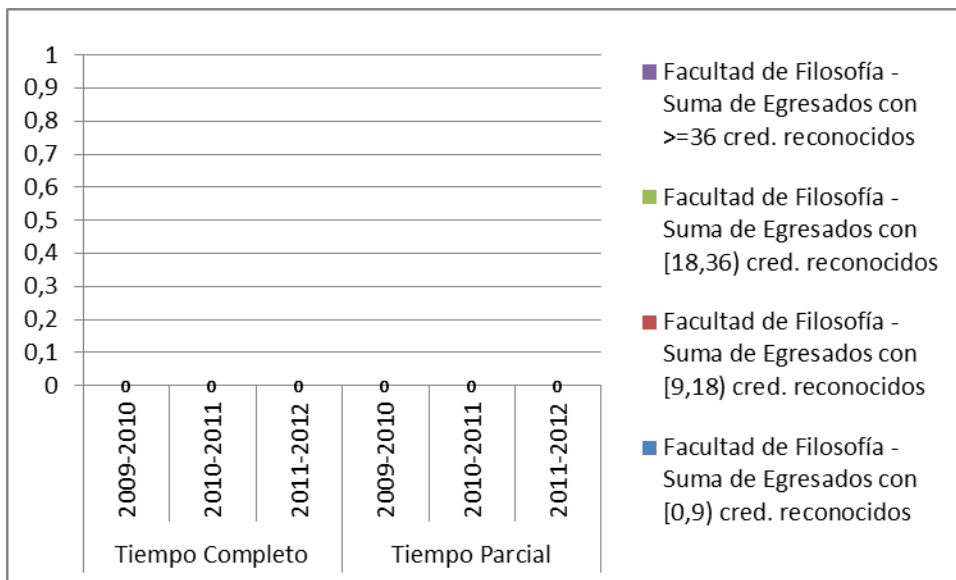 1
0,9
0,8
0,7
0,6
0,5
0,4
0,3
0,2
0,1
0
0 0 0 0 0 0
2009-2010
2010-2011
2011-2012
2009-2010
2010-2011
2011-2012
Tiempo Completo
Tiempo Parcial
Facultad de Filosofía -
Suma de Egresados con
>=36 cred. reconocidos
Facultad de Filosofía -
Suma de Egresados con
[18,36) cred. reconocidos
Facultad de Filosofía -
Suma de Egresados con
[9,18) cred. reconocidos
Facultad de Filosofía -
Suma de Egresados con
[0,9) cred. reconocidos